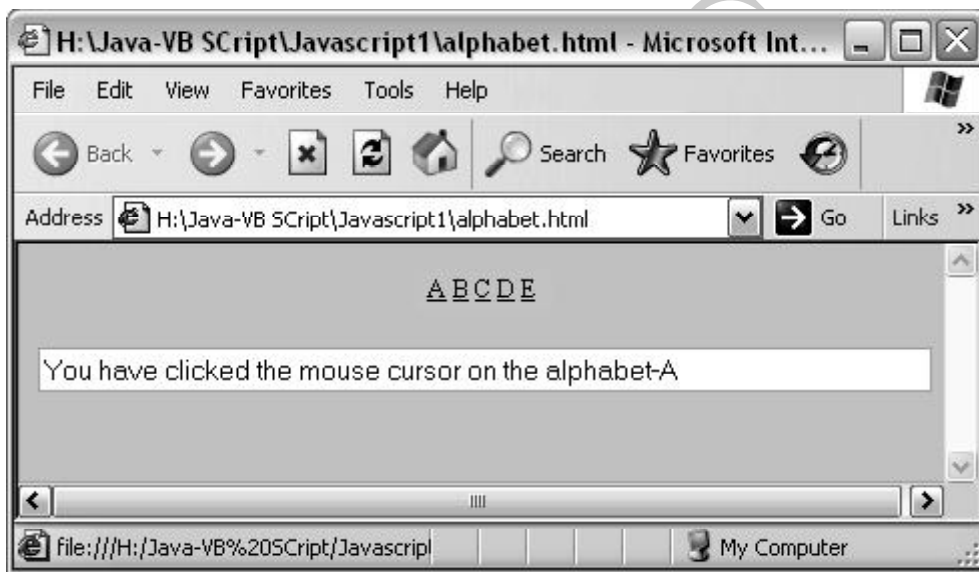 H:\Java-VB SCript\Javascript1\alphabet.html - Microsoft Int...
File Edit View Favorites Tools Help
Back Search Favorites »
Address H:\Java-VB SCript\Javascript1\alphabet.html Go Links »
A B C D E
You have clicked the mouse cursor on the alphabet-A
file:///H:/Java-VB%20SCript/Javascript My Computer